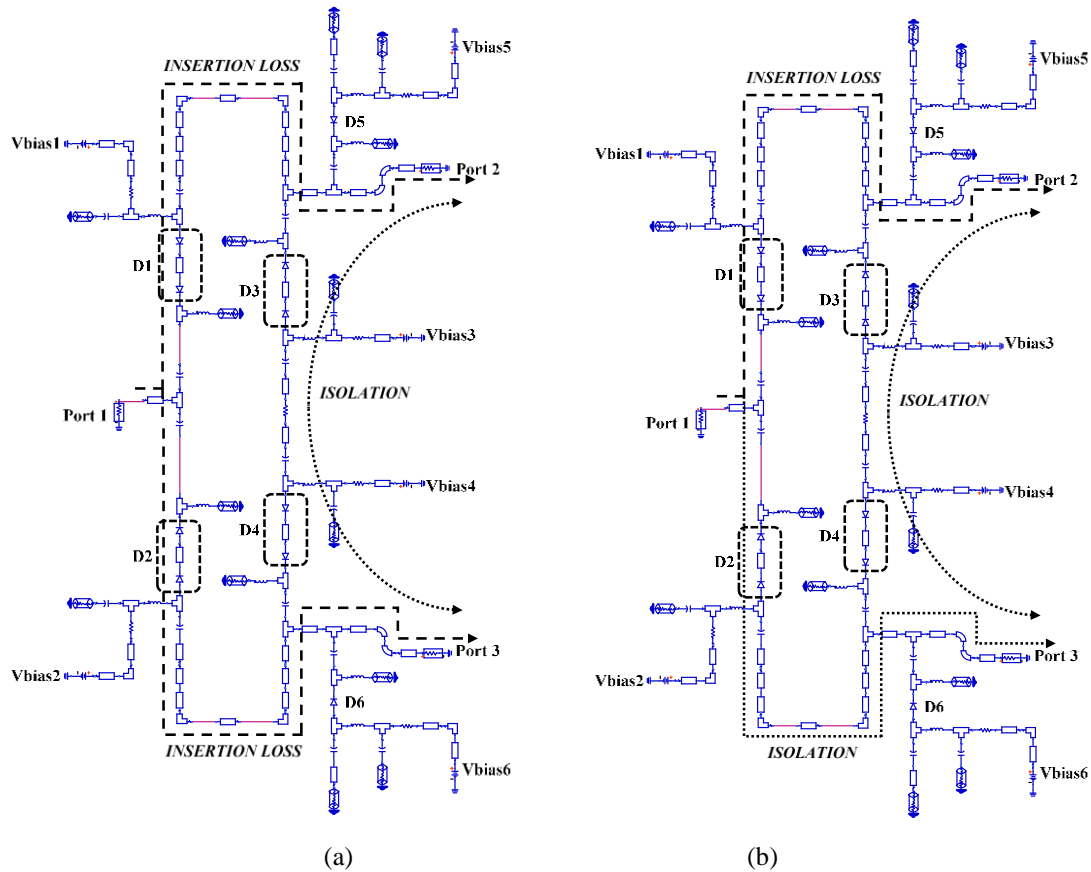 INSERTION LOSS
Vbias5
Vbias1
D5
Port 2
D1
D3
Vbias3
ISOLATION
Port 1
Vbias4
D2
D4
Port 3
Vbias2
D6
INSERTION LOSS
Vbias6
(a)
INSERTION LOSS
Vbias5
Vbias1
D5
Port 2
D1
D3
Vbias3
ISOLATION
Port 1
Vbias4
D2
D4
Port 3
Vbias2
D6
ISOLATION
Vbias6
(b)